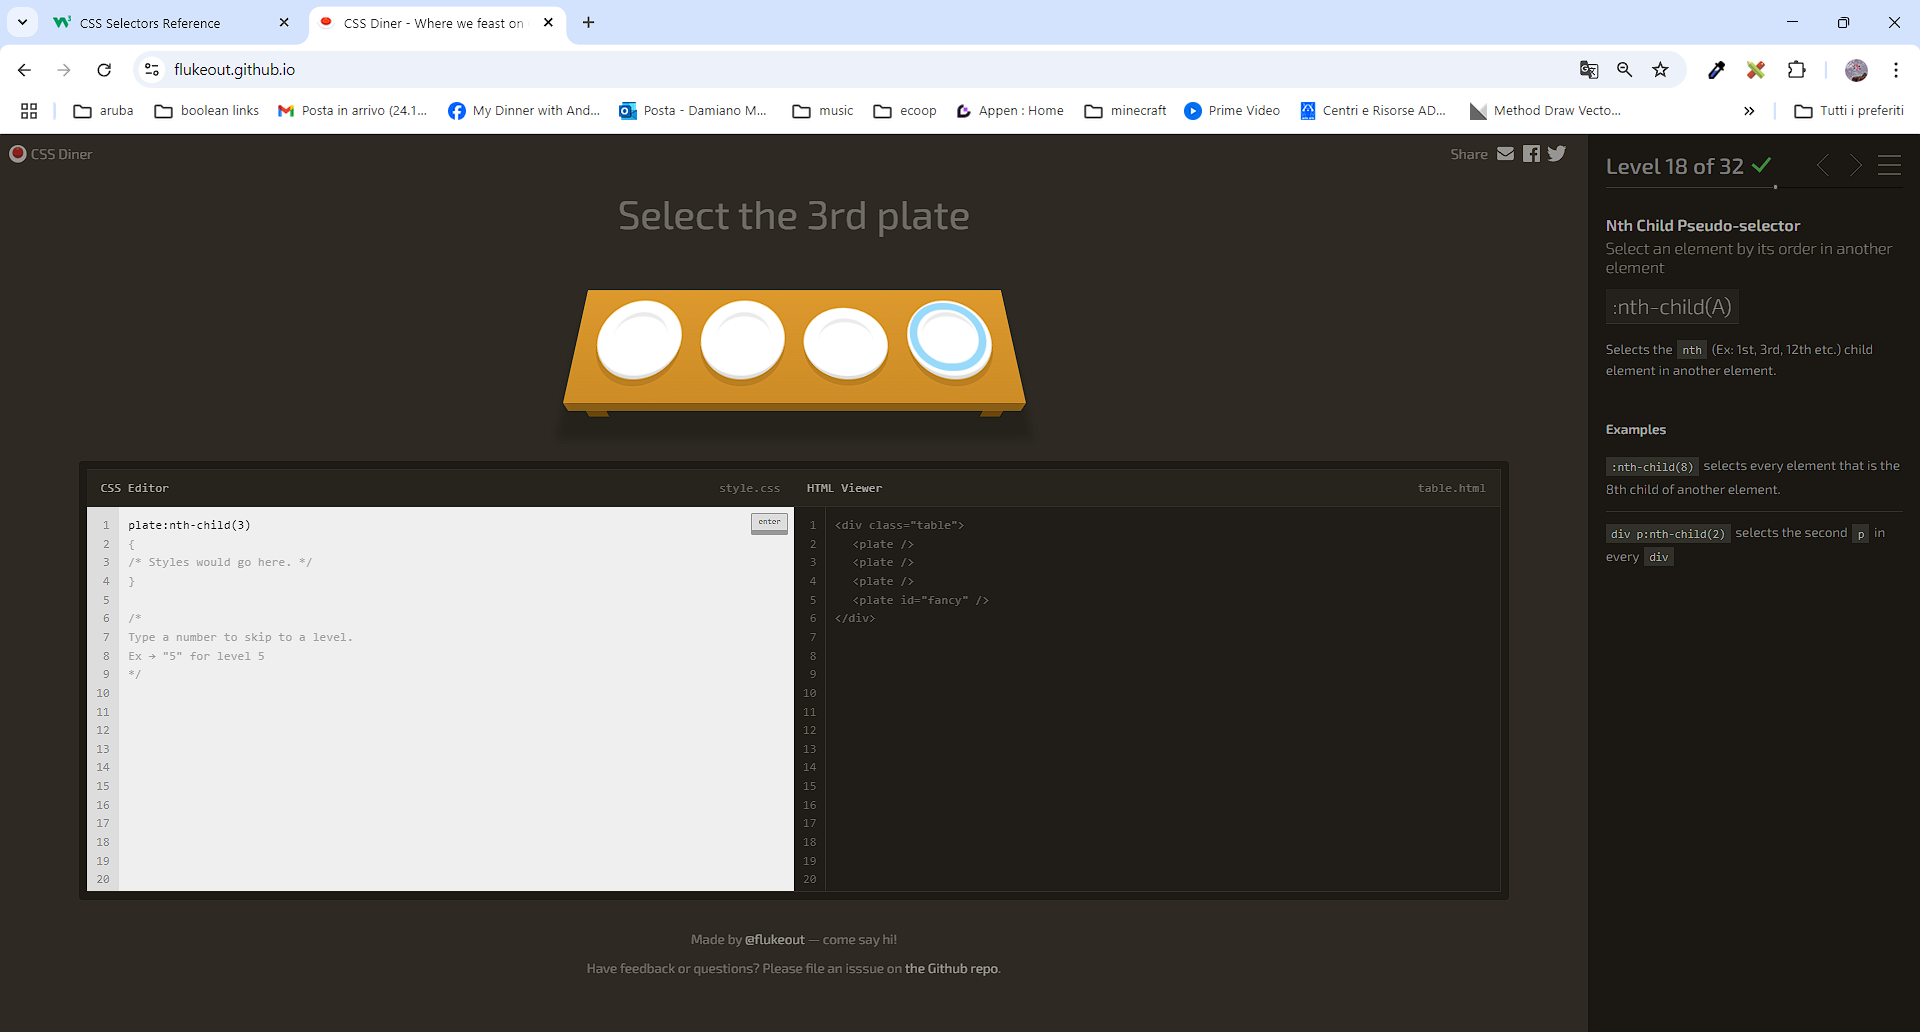 CSS Selectors Reference
CSS Diner - Where we feast on
flukeout.github.io
aruba
boolean links
Posta in arrivo (24.1...
My Dinner with And...
Posta - Damiano M...
music
ecoop
Appen : Home
minecraft
Prime Video
Centri e Risorse AD...
Method Draw Vecto...
»
Tutti i preferiti
CSS Diner
Share
Select the 3rd plate
CSS Editor
style.css
HTML Viewer
table.html
1 plate:nth-child(3)
enter
2 {
3 /* Styles would go here. */
4 }
5
6 /*
7 Type a number to skip to a level.
8 Ex → "5" for level 5
9 */
10
11
12
13
14
15
16
17
18
19
20
1 <div class="table">
2 <plate />
3 <plate />
4 <plate />
5 <plate id="fancy" />
6 </div>
7
8
9
10
11
12
13
14
15
16
17
18
19
20
Made by @flukeout — come say hi!
Have feedback or questions? Please file an isssue on the Github repo.
Level 18 of 32
Nth Child Pseudo-selector
Select an element by its order in another
element
:nth-child(A)
Selects the nth (Ex: 1st, 3rd, 12th etc.) child
element in another element.
Examples
:nth-child(8) selects every element that is the
8th child of another element.
div p:nth-child(2) selects the second p in
every div